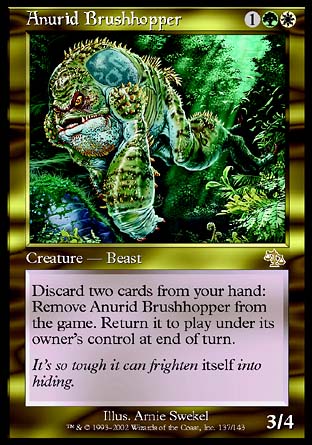 Anurid Brushhopper 1
Creature — Beast
Discard two cards from your hand:
Remove Anurid Brushhopper from
the game. Return it to play under its
owner's control at end of turn.
It's so tough it can frighten itself into
hiding.
Illus. Arnie Swekel
™ & © 1993-2002 Wizards of the Coast, Inc. 137/143
3/4